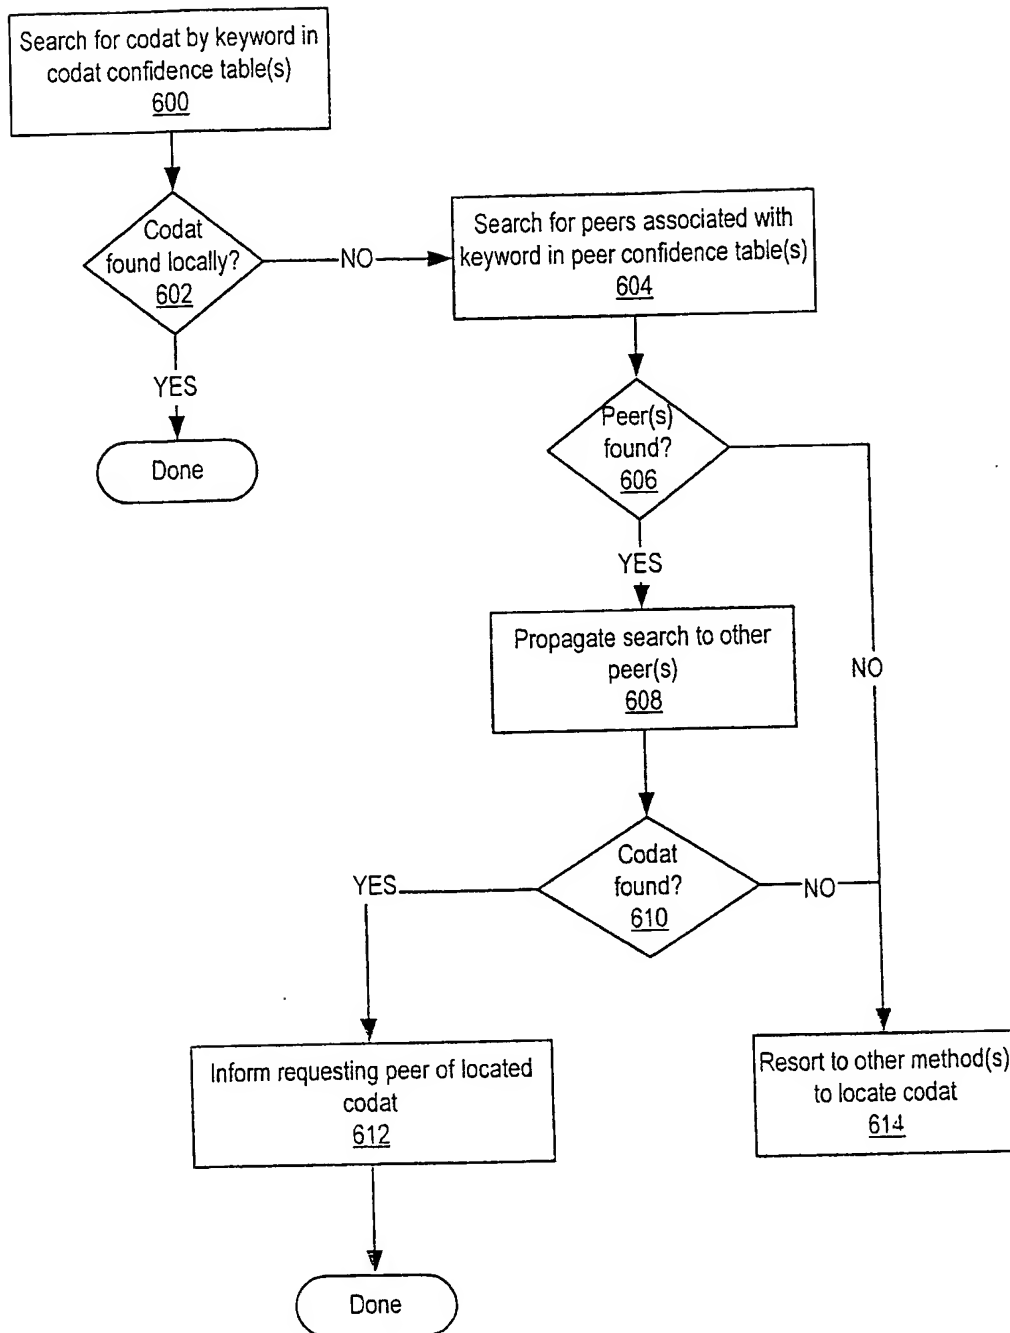 Search for codat by keyword in
codat confidence table(s)
600
Codat
found locally?
602
NO
Search for peers associated with
keyword in peer confidence table(s)
604
YES
Done
Peer(s)
found?
606
YES
NO
Propagate search to other
peer(s)
608
Codat
found?
610
YES
NO
Inform requesting peer of located
codat
612
Resort to other method(s)
to locate codat
614
Done